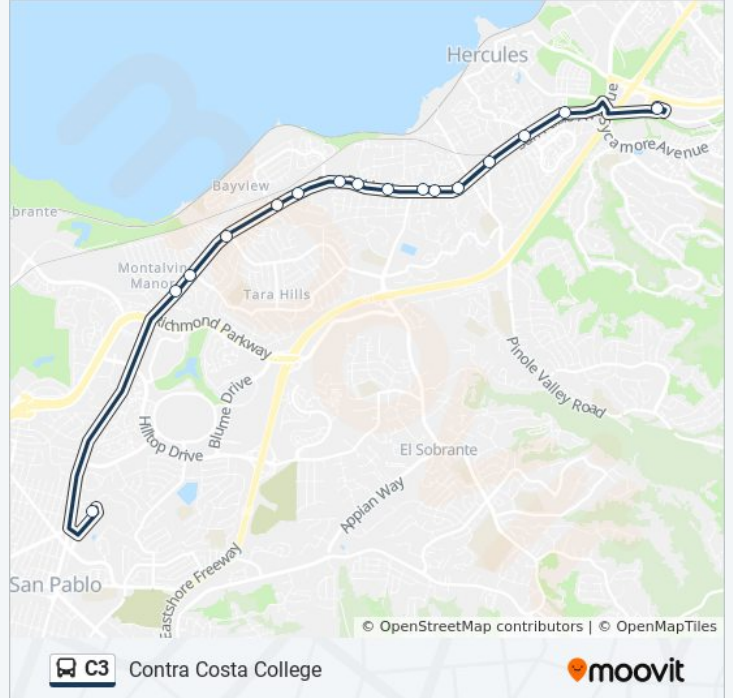 Hercules
Sycamore Avenue
Bayview
brante
Montalvin
Manor
Tara Hills
Richmond Parkway
Pinole Valley Road
Blume Drive
Hilltop Drive
El Sobrante
Appian Way
San Pablo
Eastshore Freeway
© OpenStreetMap contributors | © OpenMapTiles
C3 Contra Costa College
moovit